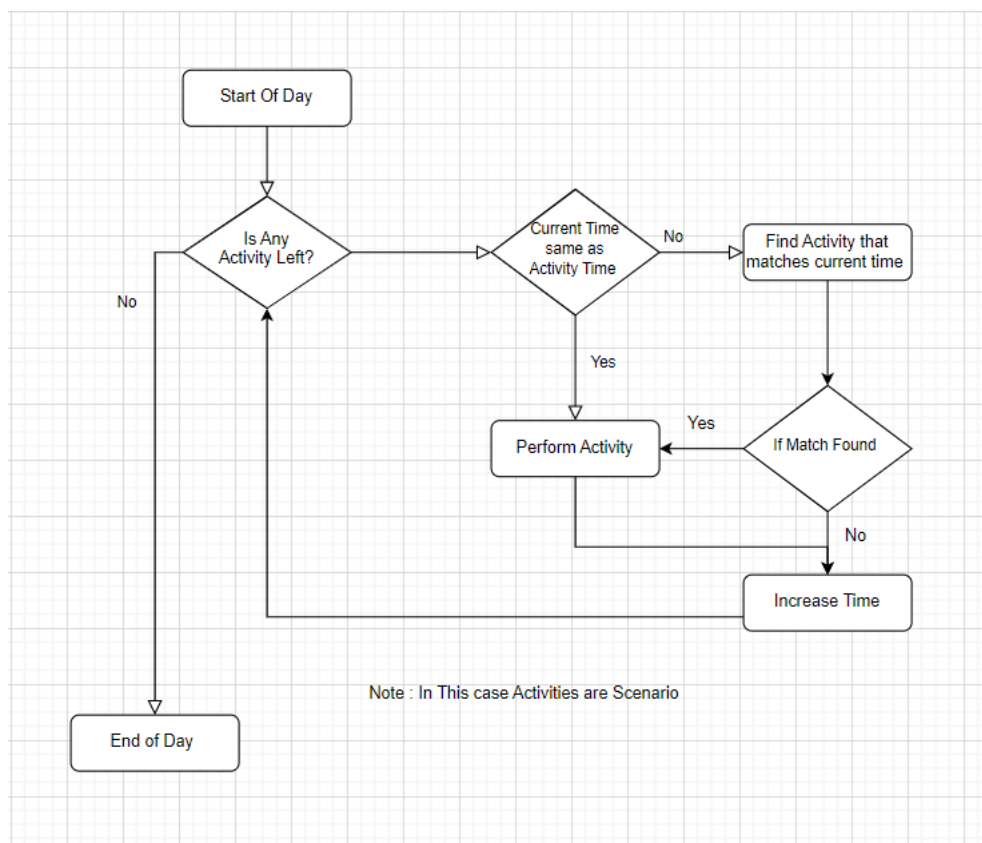 Start Of Day
Is Any
Activity Left?
Current Time
same as
Activity Time
No
Find Activity that
matches current time
No
Yes
Perform Activity
Yes
If Match Found
No
Increase Time
Note : In This case Activities are Scenario
End of Day